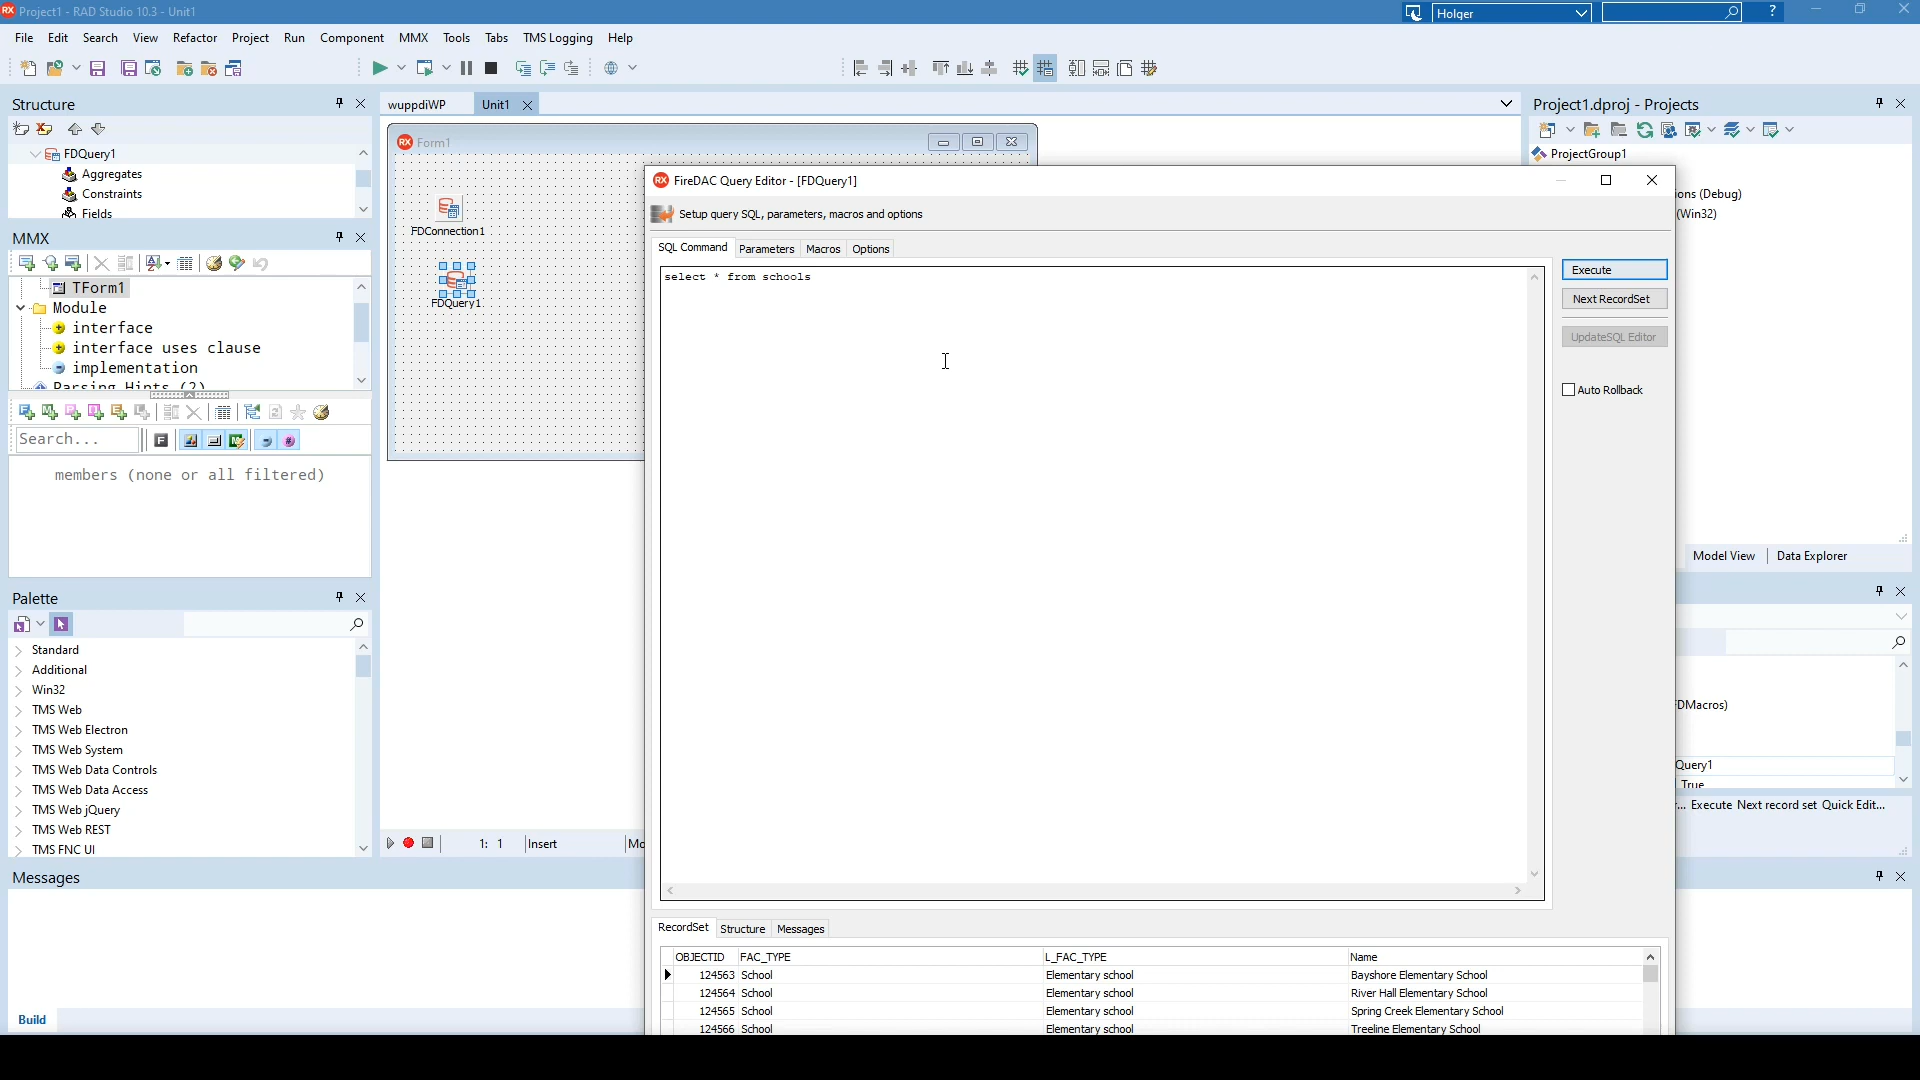 Project1 - RAD Studio 10.3 - Unit1
Holger
?
File Edit Search View Refactor Project Run Component MMX Tools Tabs TMS Logging Help
Structure
FDQuery1
Aggregates
Constraints
Fields
MMX
TForm1
Module
interface
interface uses clause
implementation
Parsing Hints (2)
Search...
members (none or all filtered)
Palette
Standard
Additional
Win32
TMS Web
TMS Web Electron
TMS Web System
TMS Web Data Controls
TMS Web Data Access
TMS Web jQuery
TMS Web REST
TMS FNC UI
Messages
Build
wuppdiWP
Unit1
Form1
FDConnection1
FDQuery1
1: 1
Insert
Mo
FireDAC Query Editor - [FDQuery1]
Setup query SQL, parameters, macros and options
SQL Command Parameters Macros Options
select * from schools
Execute
Next RecordSet
UpdateSQL Editor
Auto Rollback
RecordSet Structure Messages
OBJECTID FAC_TYPE L_FAC_TYPE Name
124563 School Elementary school Bayshore Elementary School
124564 School Elementary school River Hall Elementary School
124565 School Elementary school Spring Creek Elementary School
124566 School Elementary school Treeline Elementary School
Project1.dproj - Projects
ProjectGroup1
ions (Debug)
(Win32)
Model View
Data Explorer
DMacros)
Query1
True
... Execute Next record set Quick Edit...